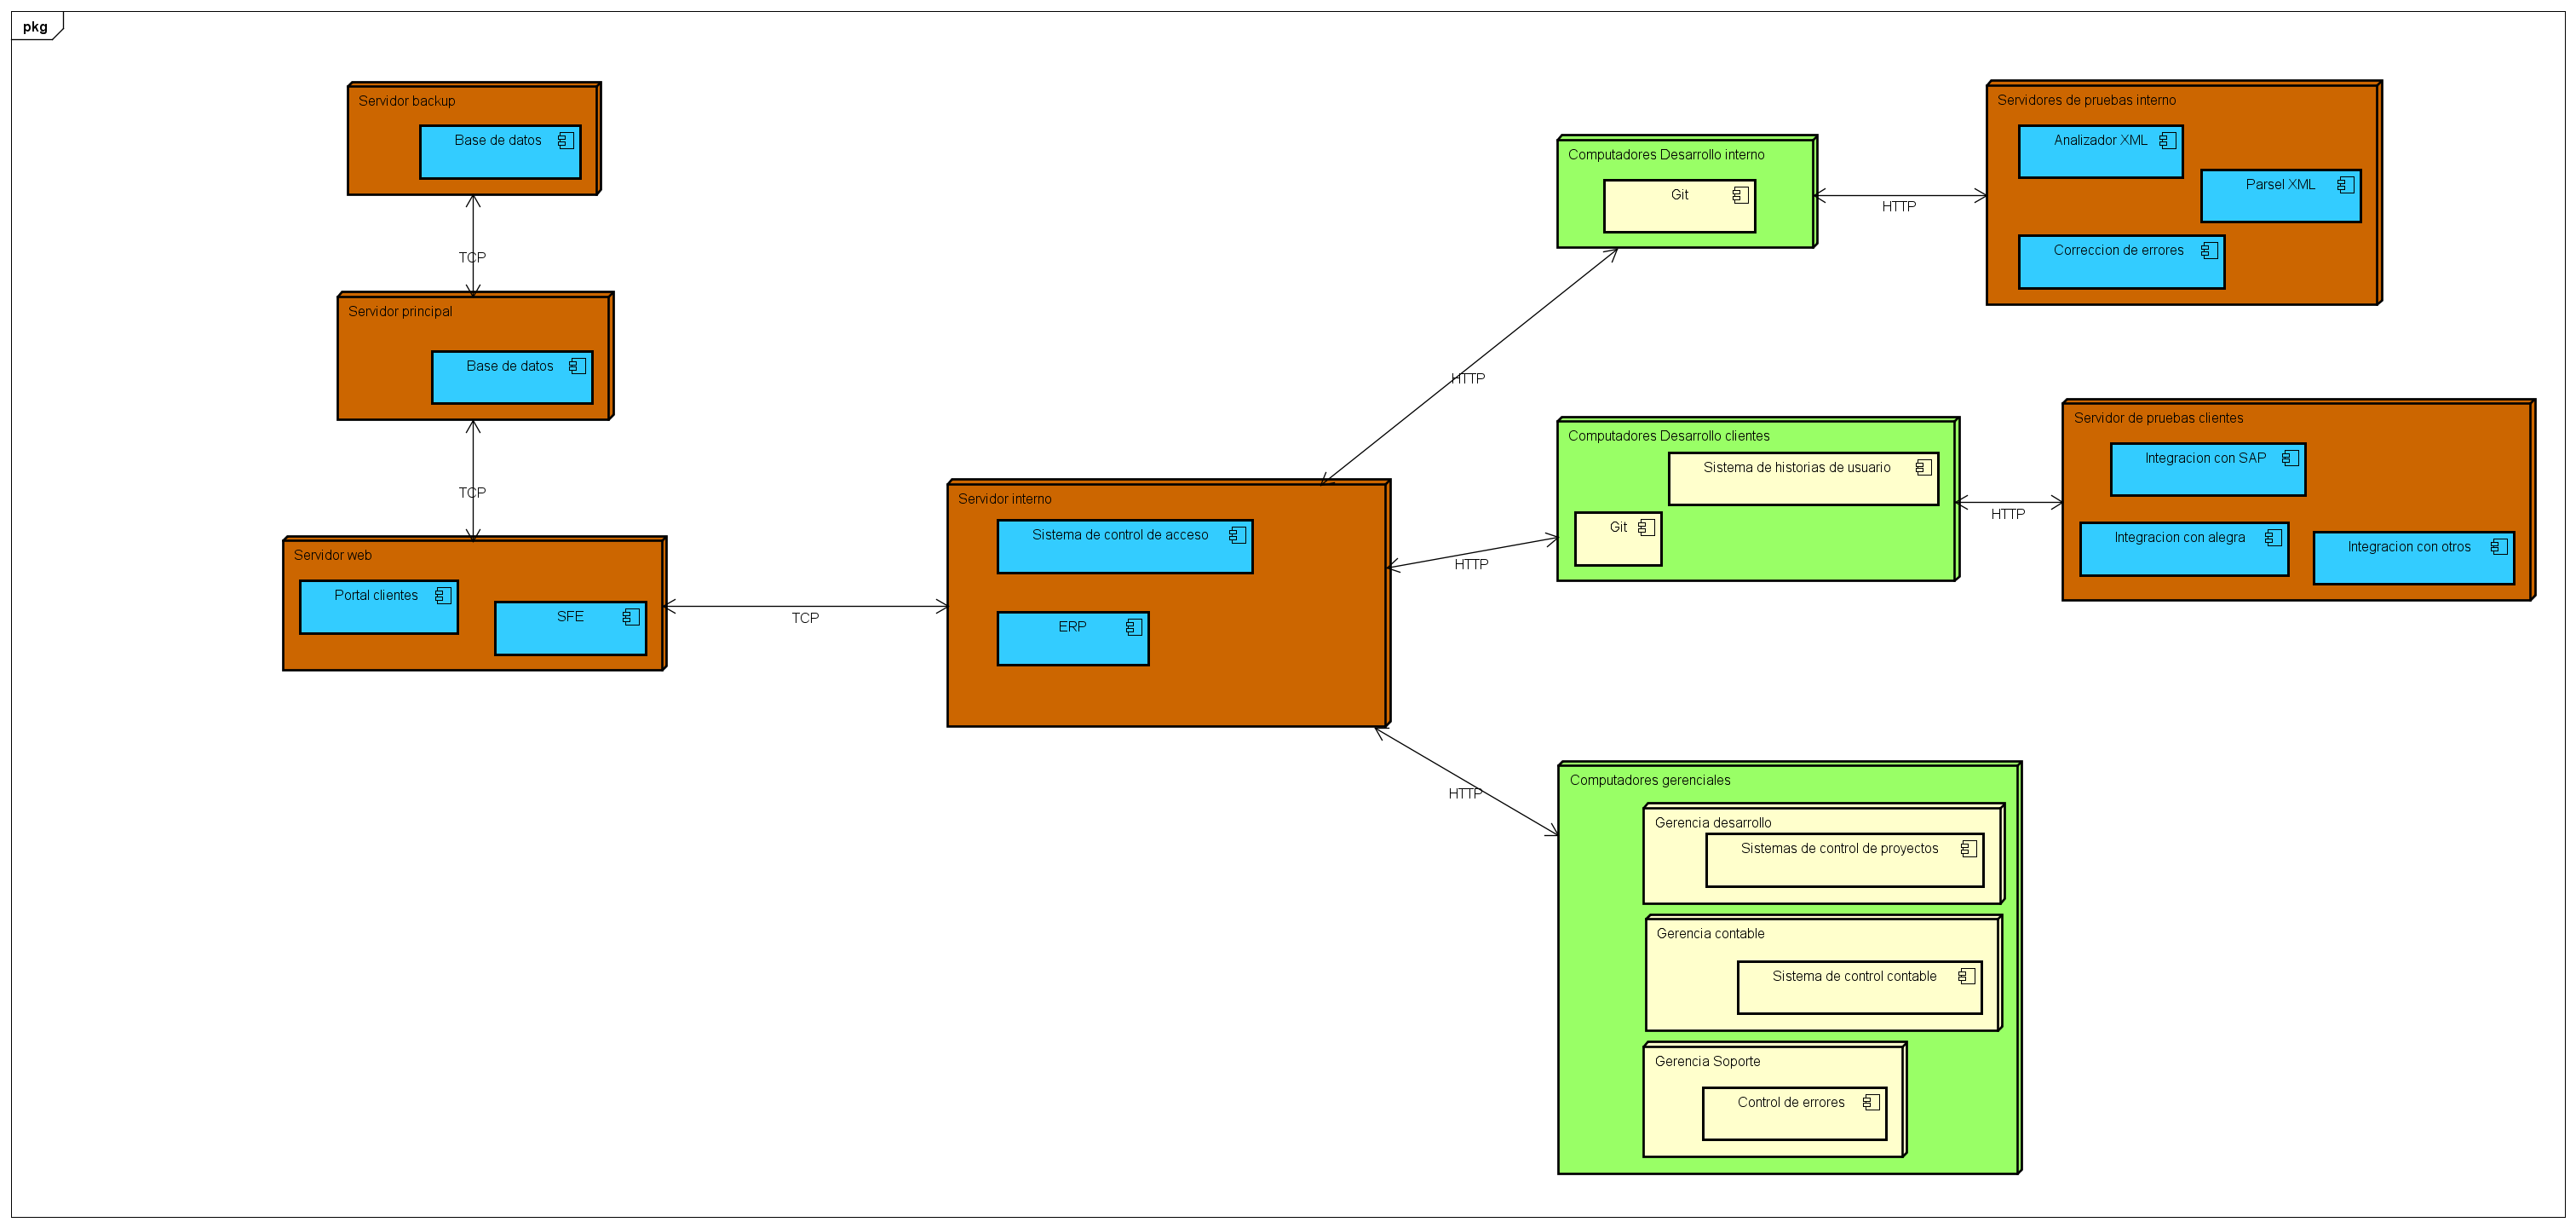 pkg
Servidor backup
Base de datos
TCP
Servidor principal
Base de datos
TCP
Servidor web
Portal clientes
SFE
TCP
Servidor interno
Sistema de control de acceso
ERP
HTTP
Computadores Desarrollo interno
Git
HTTP
Servidores de pruebas interno
Analizador XML
Parsel XML
Correccion de errores
HTTP
Computadores Desarrollo clientes
Sistema de historias de usuario
Git
HTTP
Servidor de pruebas clientes
Integracion con SAP
Integracion con alegra
Integracion con otros
HTTP
Computadores gerenciales
Gerencia desarrollo
Sistemas de control de proyectos
Gerencia contable
Sistema de control contable
Gerencia Soporte
Control de errores